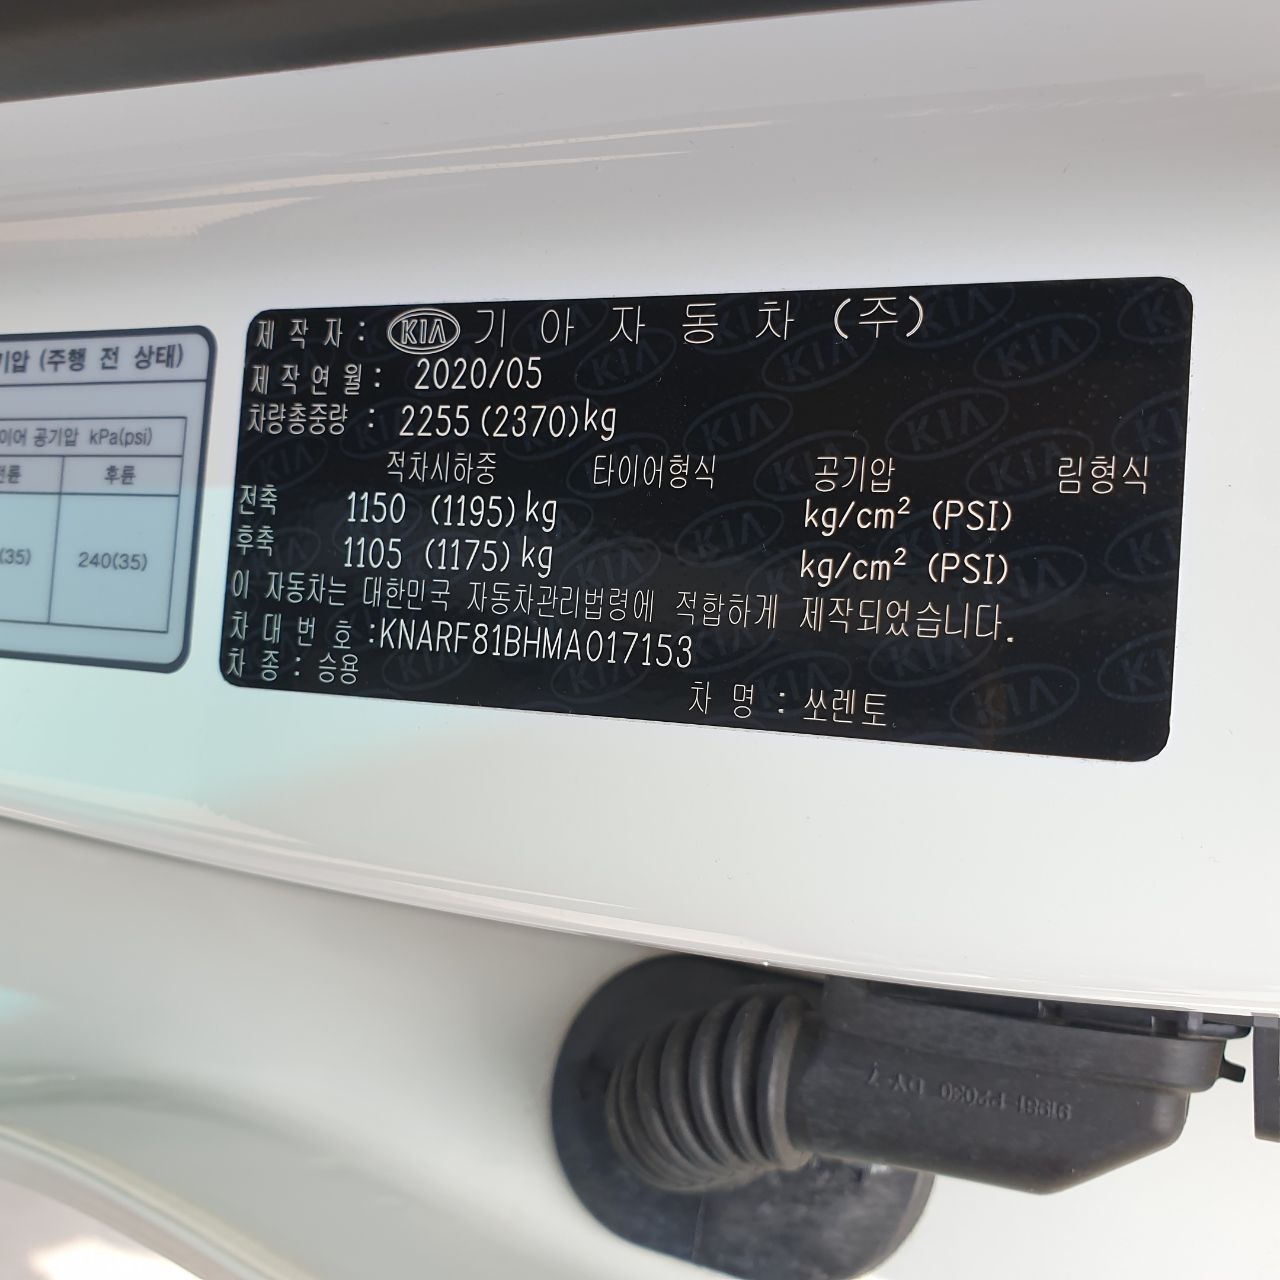 기압 (주행 전 상태)
이어 공기압 kPa(psi)
전륜 후륜
(35) 240(35)
제 작 자 : KIA 기 아 자 동 차 (주)
제 작 연 월 : 2020/05
차량총중량 : 2255 (2370)kg
적차시하중 타이어형식 공기압 림형식
전축 1150 (1195) kg kg/cm² (PSI)
후축 1105 (1175) kg kg/cm² (PSI)
이 자동차는 대한민국 자동차관리법령에 적합하게 제작되었습니다.
차 대 번 호 :KNARF81BHMA017153
차 종 : 승용
차 명 : 쏘렌토
91981-P2030 DY-7